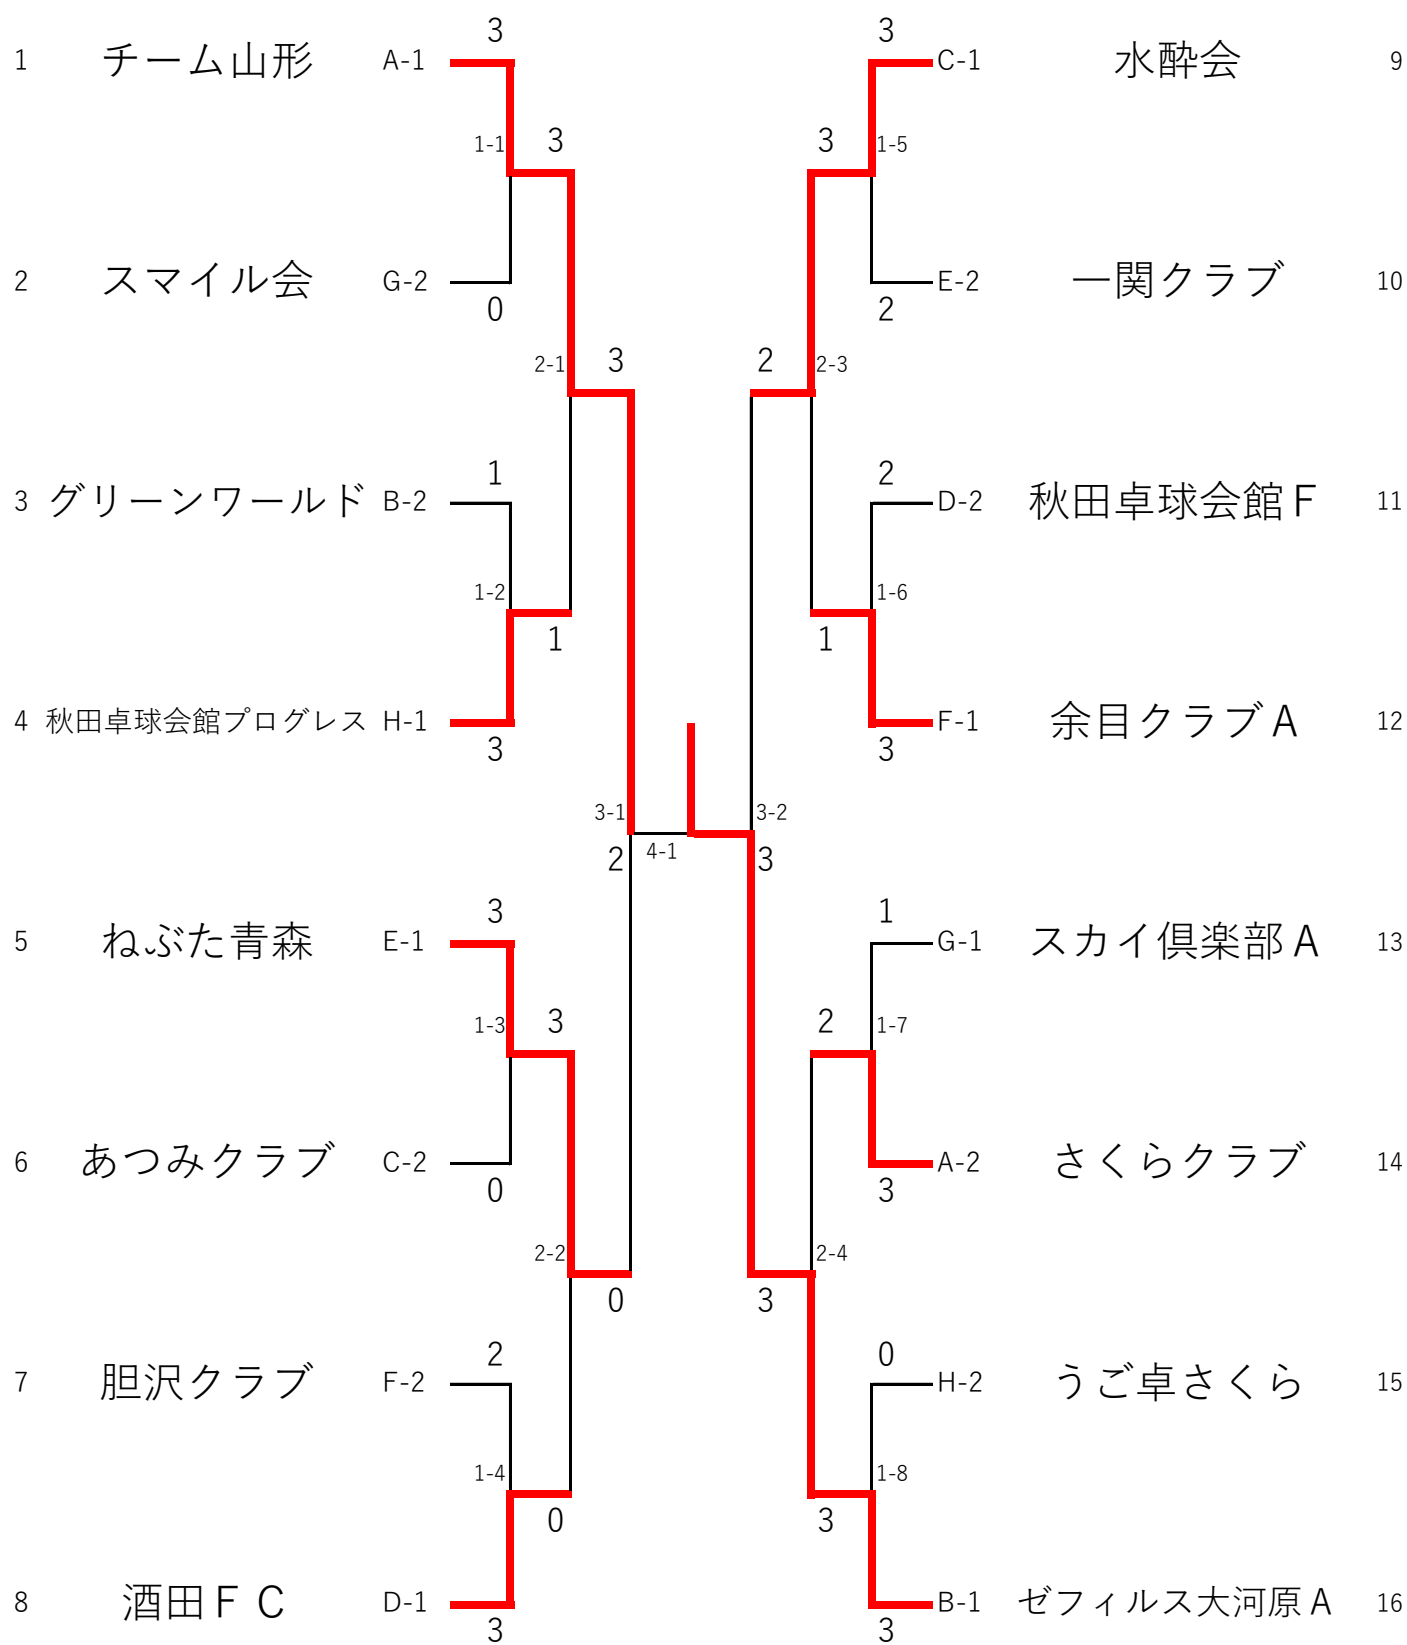 3 3
1 チーム山形 A-1 C-1 水酔会 9
1-1 3 3 1-5
2 スマイル会 G-2 E-2 一関クラブ 10
0 2
2-1 3 2 2-3
1 2
3 グリーンワールド B-2 D-2 秋田卓球会館Ｆ 11
1-2 1-6
1 1
4 秋田卓球会館プログレス H-1 F-1 余目クラブＡ 12
3 3
3-1 3-2
2 4-1 3
3 1
5 ねぶた青森 E-1 G-1 スカイ倶楽部Ａ 13
1-3 3 2 1-7
6 あつみクラブ C-2 A-2 さくらクラブ 14
0 3
2-2 2-4
0 3
2 0
7 胆沢クラブ F-2 H-2 うご卓さくら 15
1-4 1-8
0 3
8 酒田ＦＣ D-1 B-1 ゼフィルス大河原Ａ 16
3 3